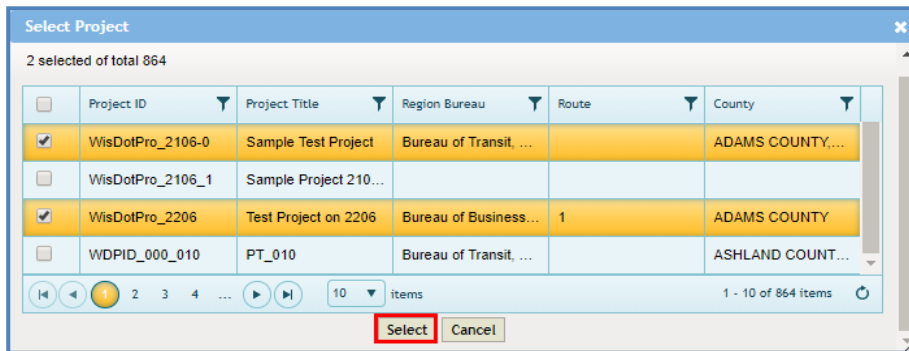 Select Project
2 selected of total 864
Project ID Project Title Region Bureau Route County
WisDotPro_2106-0 Sample Test Project Bureau of Transit, ... ADAMS COUNTY,...
WisDotPro_2106_1 Sample Project 210...
WisDotPro_2206 Test Project on 2206 Bureau of Business... 1 ADAMS COUNTY
WDPID_000_010 PT_010 Bureau of Transit, ... ASHLAND COUNT...
1 2 3 4 ... 10 items 1 - 10 of 864 items
Select Cancel